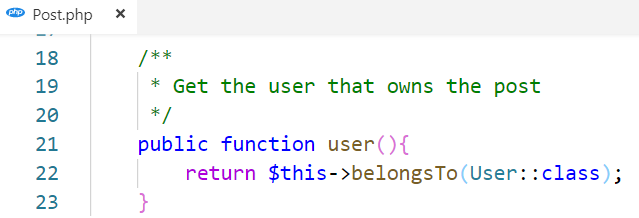 php Post.php ×
18 /**
19 * Get the user that owns the post
20 */
21 public function user(){
22 return $this->belongsTo(User::class);
23 }